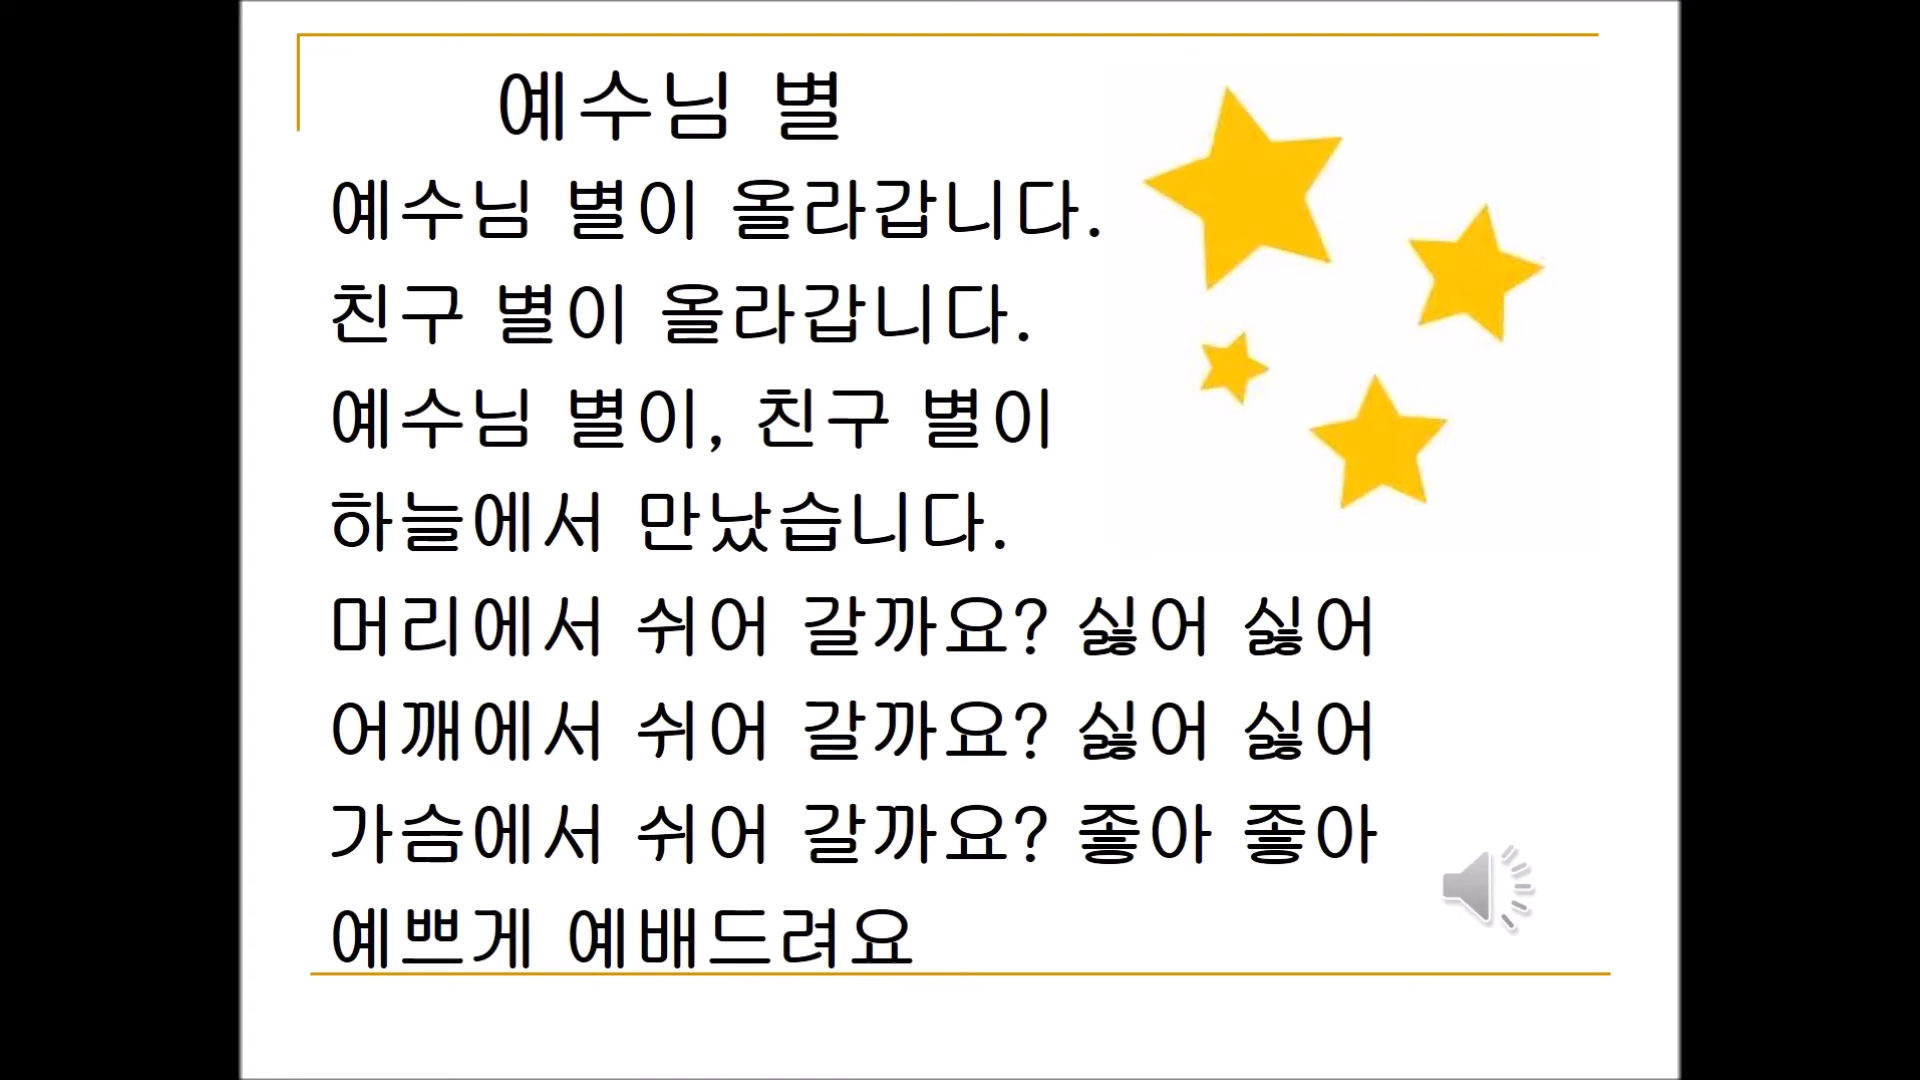 예수님 별
예수님 별이 올라갑니다.
친구 별이 올라갑니다.
예수님 별이, 친구 별이
하늘에서 만났습니다.
머리에서 쉬어 갈까요? 싫어 싫어
어깨에서 쉬어 갈까요? 싫어 싫어
가슴에서 쉬어 갈까요? 좋아 좋아
예쁘게 예배드려요